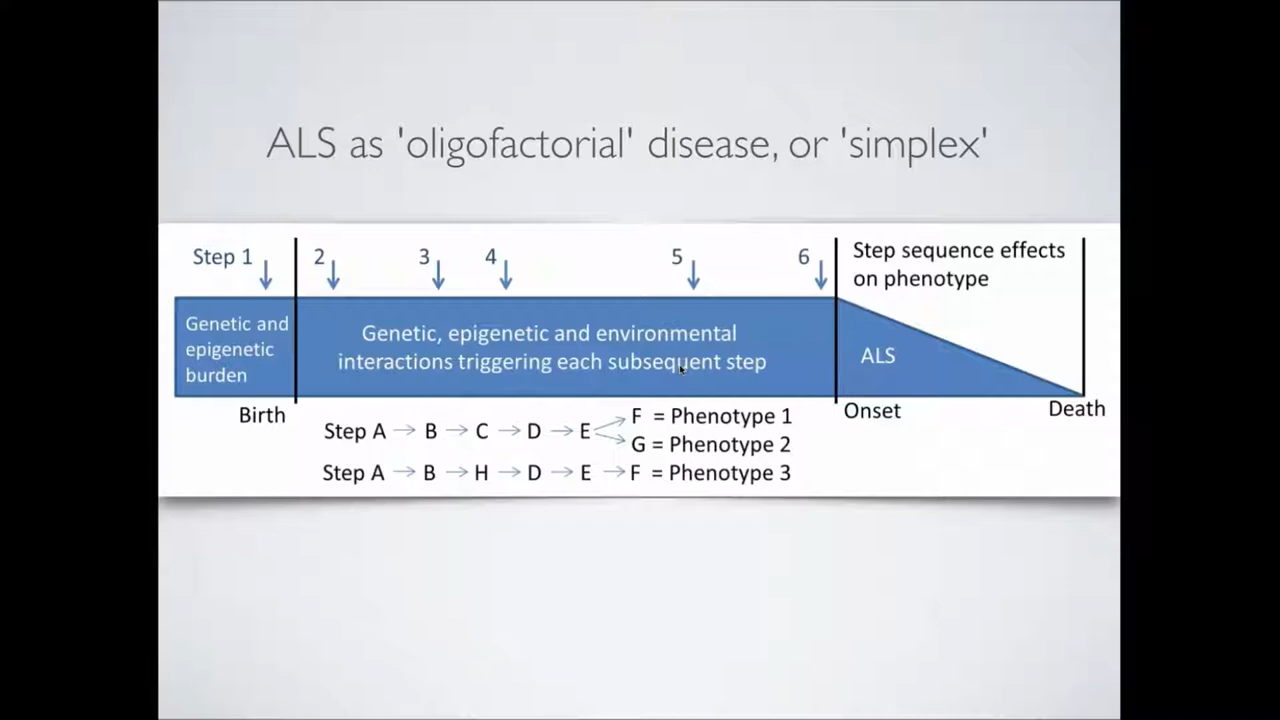 ALS as 'oligofactorial' disease, or 'simplex'
Step 1
2
3
4
5
6
Step sequence effects
on phenotype
Genetic and
epigenetic
burden
Genetic, epigenetic and environmental
interactions triggering each subsequent step
ALS
Birth
Onset
Death
Step A → B → C → D → E
F = Phenotype 1
G = Phenotype 2
Step A → B → H → D → E → F = Phenotype 3